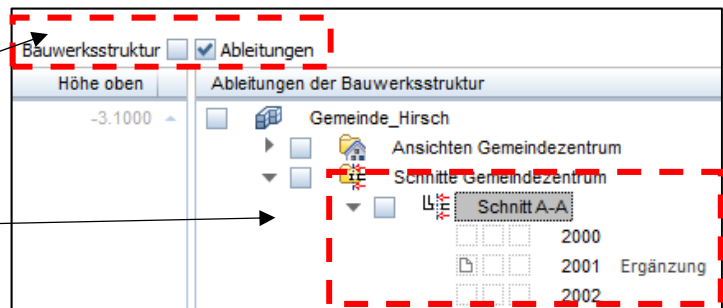 Bauwerksstruktur Ableitungen
Höhe oben Ableitungen der Bauwerksstruktur
-3.1000 Gemeinde_Hirsch
Ansichten Gemeindezentrum
Schnitte Gemeindezentrum
Schnitt A-A
2000
2001 Ergänzung
2002